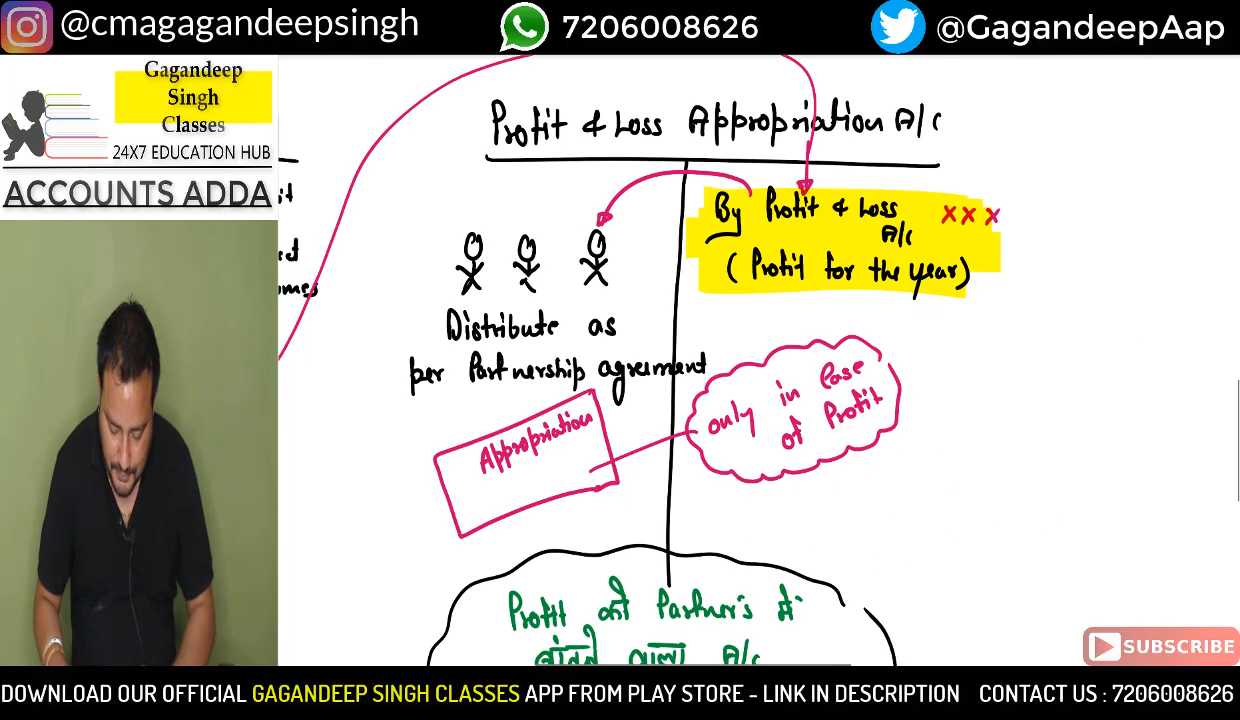 @cmagagandeepsingh 7206008626 @GagandeepAap
Gagandeep
Singh
Classes
24X7 EDUCATION HUB
ACCOUNTS ADDA
Profit & Loss Appropriation A/c
By Profit & Loss A/c xxx
(Profit for the year)
Distribute as
per Partnership agreement
Appropriation
only in Case
of Profit
Profit को Partner's में
बांटने वाला A/c
SUBSCRIBE
DOWNLOAD OUR OFFICIAL GAGANDEEP SINGH CLASSES APP FROM PLAY STORE - LINK IN DESCRIPTION CONTACT US : 7206008626